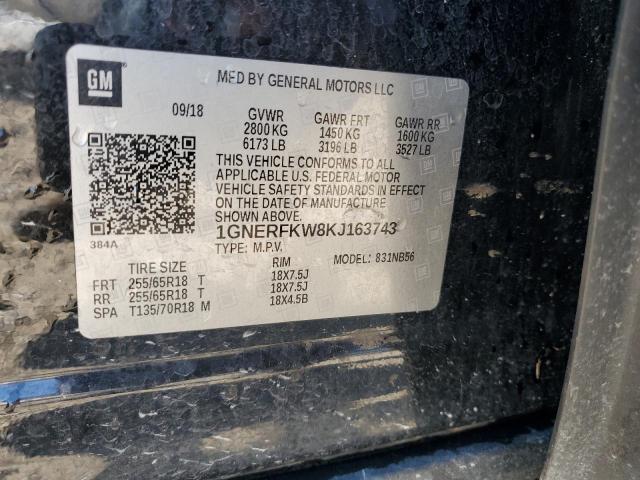 GM
MFD BY GENERAL MOTORS LLC
09/18 GVWR GAWR FRT GAWR RR
2800 KG 1450 KG 1600 KG
6173 LB 3196 LB 3527 LB
THIS VEHICLE CONFORMS TO ALL
APPLICABLE U.S. FEDERAL MOTOR
VEHICLE SAFETY STANDARDS IN EFFECT
ON THE DATE OF MANUFACTURE
SHOWN ABOVE.
384A
1GNERFKW8KJ163743
TYPE: M.P.V. MODEL: 831NB56
TIRE SIZE RIM
FRT 255/65R18 T 18X7.5J
RR 255/65R18 T 18X7.5J
SPA T135/70R18 M 18X4.5B